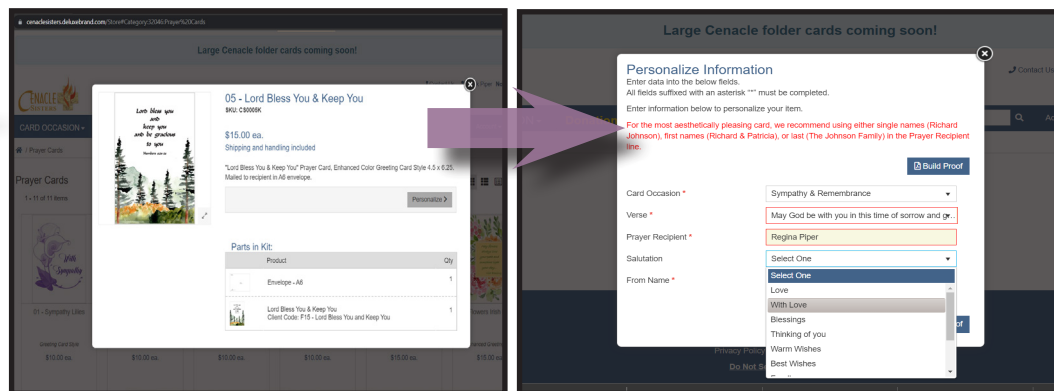 cenaclesisters.deluxebrand.com/Store#Category:32046:Prayer%20Cards
Large Cenacle folder cards coming soon!
CENACLE
CARD OCCASION
/ Prayer Cards
Prayer Cards
1 - 11 of 11 Items
With
Sympathy
01 - Sympathy Lilies
Greeting Card Style
$10.00 ea.
$10.00 ea.
$10.00 ea.
$10.00 ea.
$15.00 ea.
$15.00 ea
Lord bless you
and
keep you
and be gracious
to you
05 - Lord Bless You & Keep You
SKU: CS0005K
$15.00 ea.
Shipping and handling included
"Lord Bless You & Keep You" Prayer Card, Enhanced Color Greeting Card Style 4.5 x 6.25.
Mailed to recipient in A6 envelope.
Personalize >
Parts in Kit:
Product
Qty
Envelope - A6
1
Lord Bless You & Keep You
1
Client Code: F15 - Lord Bless You and Keep You
Large Cenacle folder cards coming soon!
Contact Us
Personalize Information
Enter data into the below fields.
All fields suffixed with an asterisk "*" must be completed.
Enter information below to personalize your item.
For the most aesthetically pleasing card, we recommend using either single names (Richard
Johnson), first names (Richard & Patricia), or last (The Johnson Family) in the Prayer Recipient
line.
Build Proof
Card Occasion *
Sympathy & Remembrance
Verse *
May God be with you in this time of sorrow and g...
Prayer Recipient *
Regina Piper
Salutation
Select One
From Name *
Select One
Love
With Love
Blessings
Thinking of you
Warm Wishes
Best Wishes
Privacy Policy
Do Not